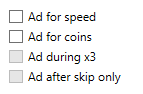 Ad for speed
Ad for coins
Ad during x3
Ad after skip only